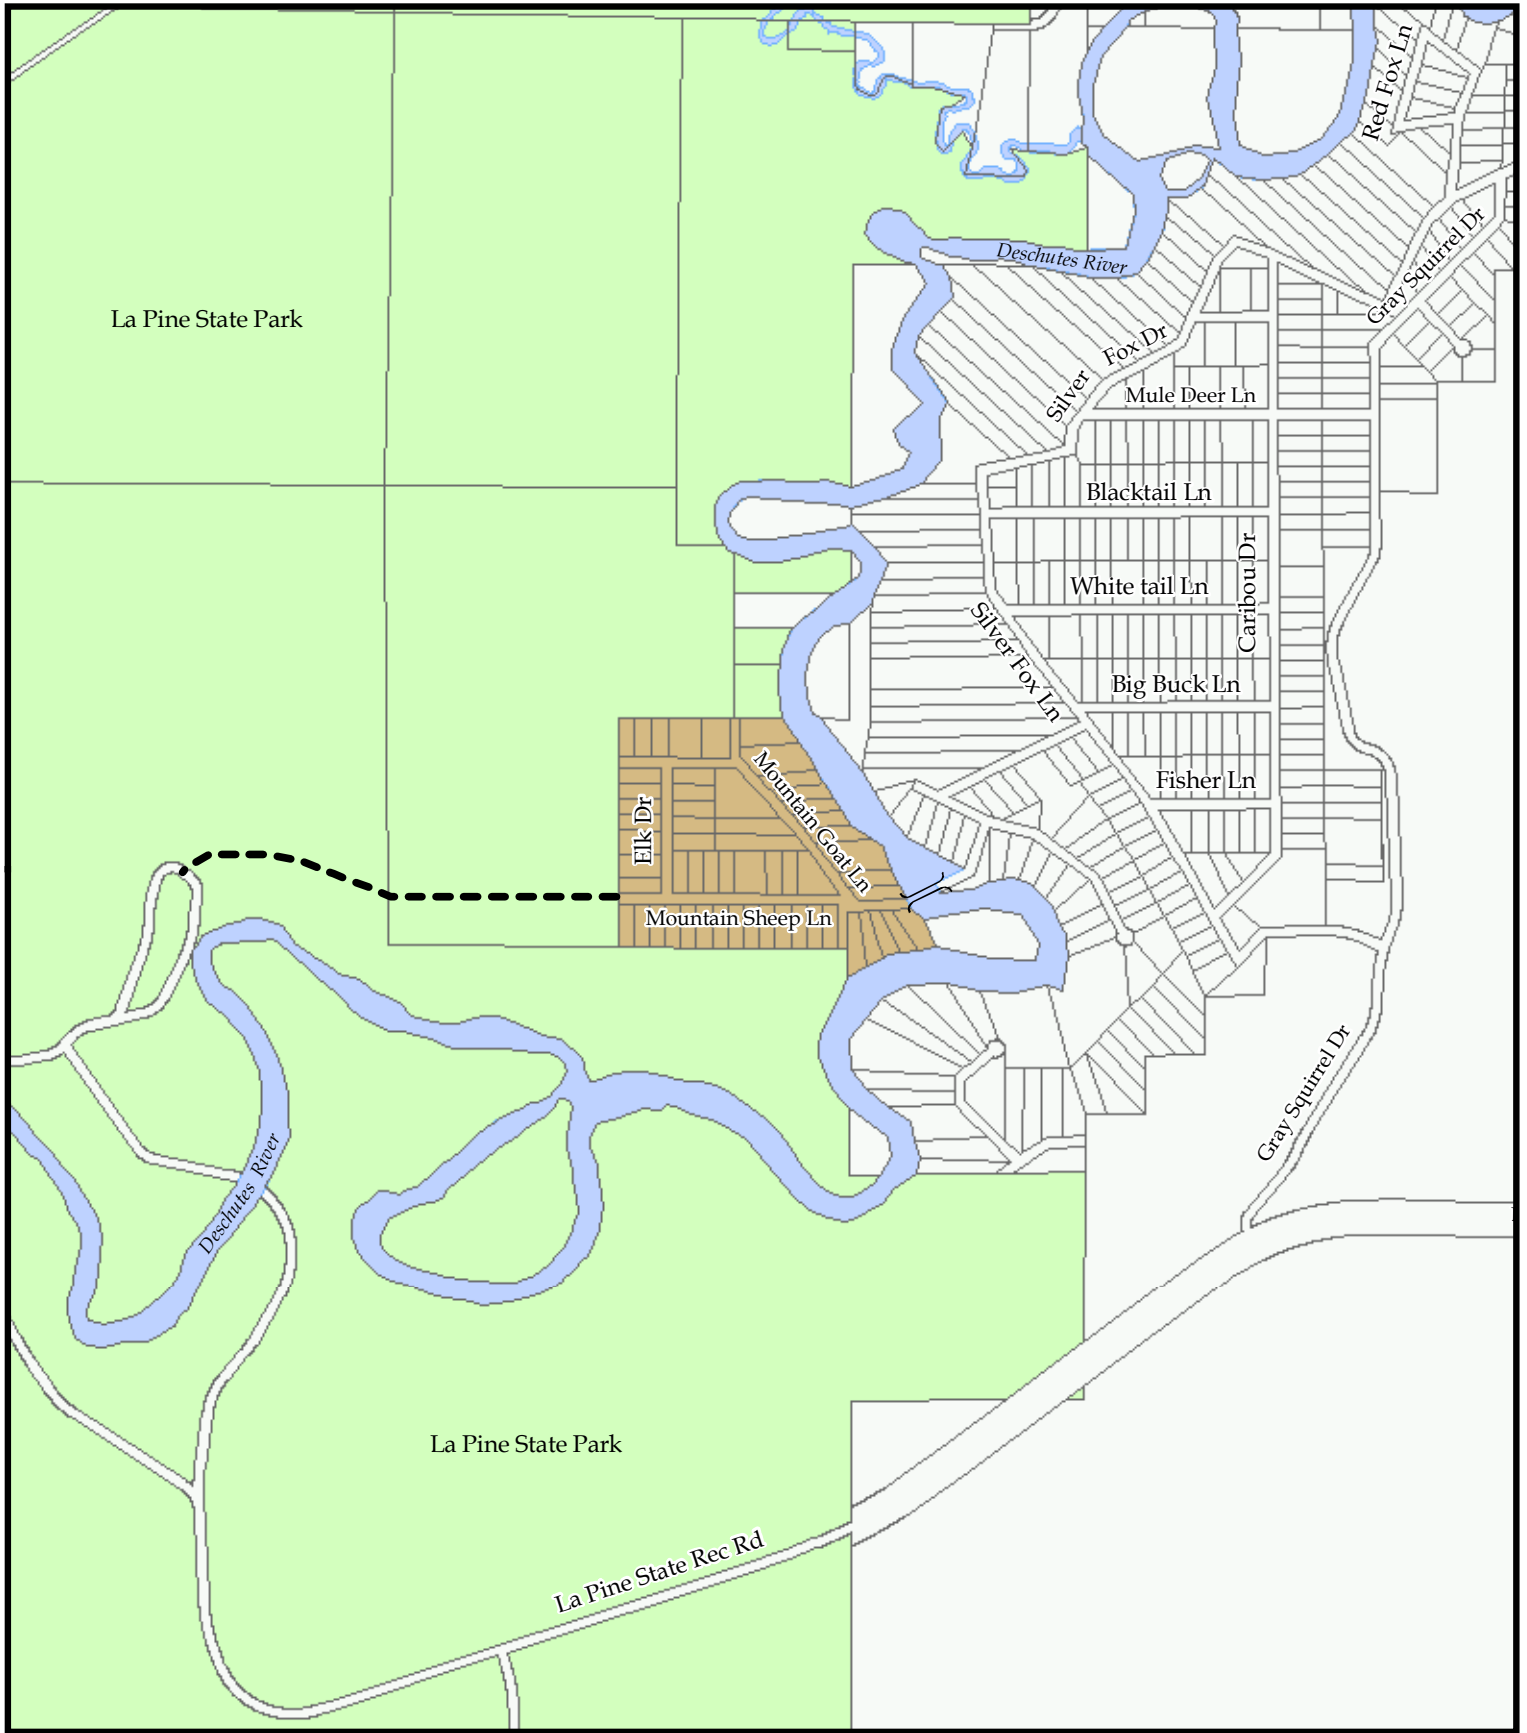 Red Fox Ln
Gray Squirrel Dr
Deschutes River
La Pine State Park
Silver Fox Dr
Mule Deer Ln
Blacktail Ln
Caribou Dr
White tail Ln
Silver Fox Ln
Big Buck Ln
Fisher Ln
Mountain Goat Ln
Elk Dr
Mountain Sheep Ln
Gray Squirrel Dr
Deschutes River
La Pine State Park
La Pine State Rec Rd